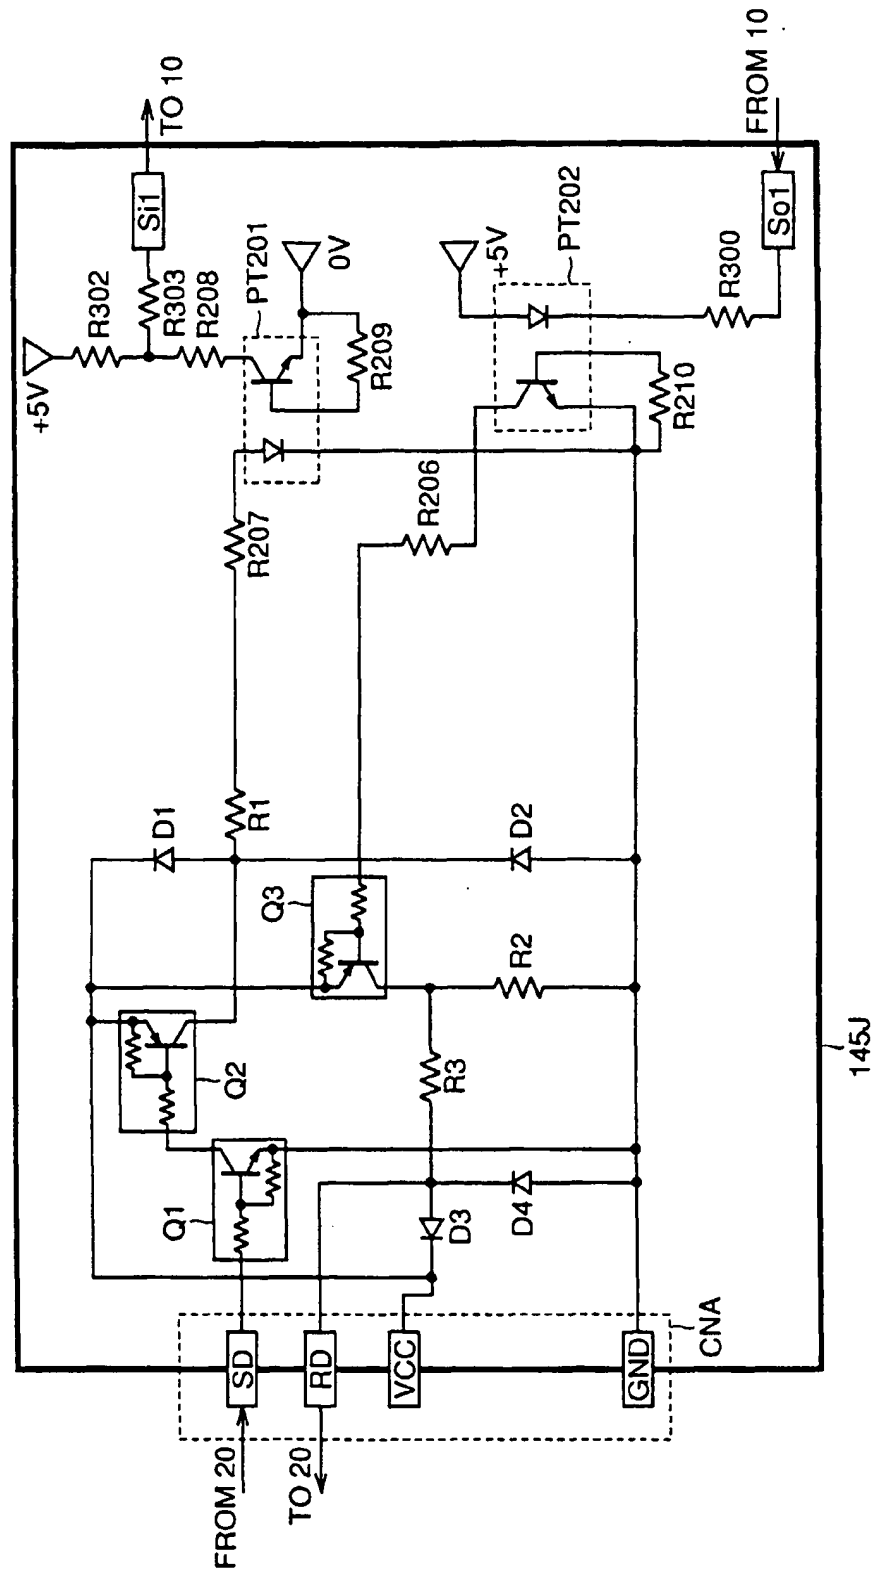 FROM 20
TO 20
SD
RD
VCC
GND
CNA
Q1
Q2
Q3
D3
D4
R3
R2
D1
D2
R1
R207
R206
PT201
R209
0V
+5V
R302
R303
R208
Si1
TO 10
PT202
+5V
R210
R300
So1
FROM 10
145J